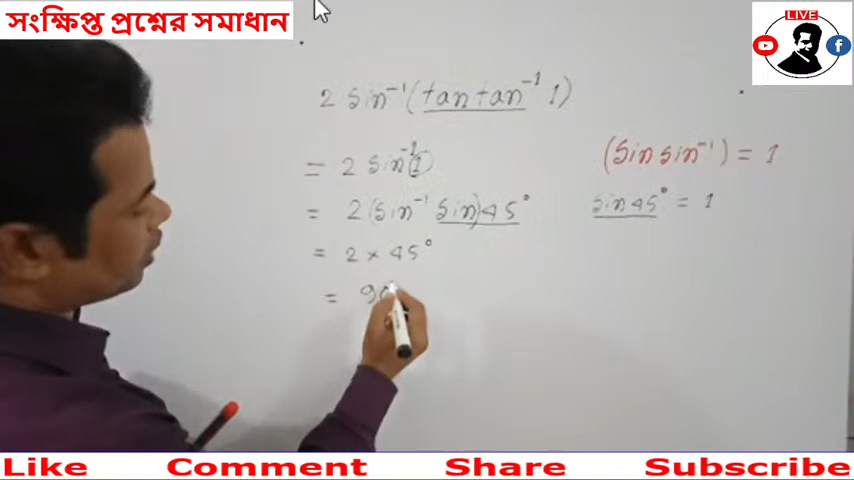 সংক্ষিপ্ত প্রশ্নের সমাধান
LIVE
2 sin⁻¹(tan tan⁻¹ 1)
= 2 sin⁻¹(1)
(sin sin⁻¹) = 1
= 2(sin⁻¹ sin)45°
sin 45° = 1
= 2 × 45°
= 90
Like Comment Share Subscribe